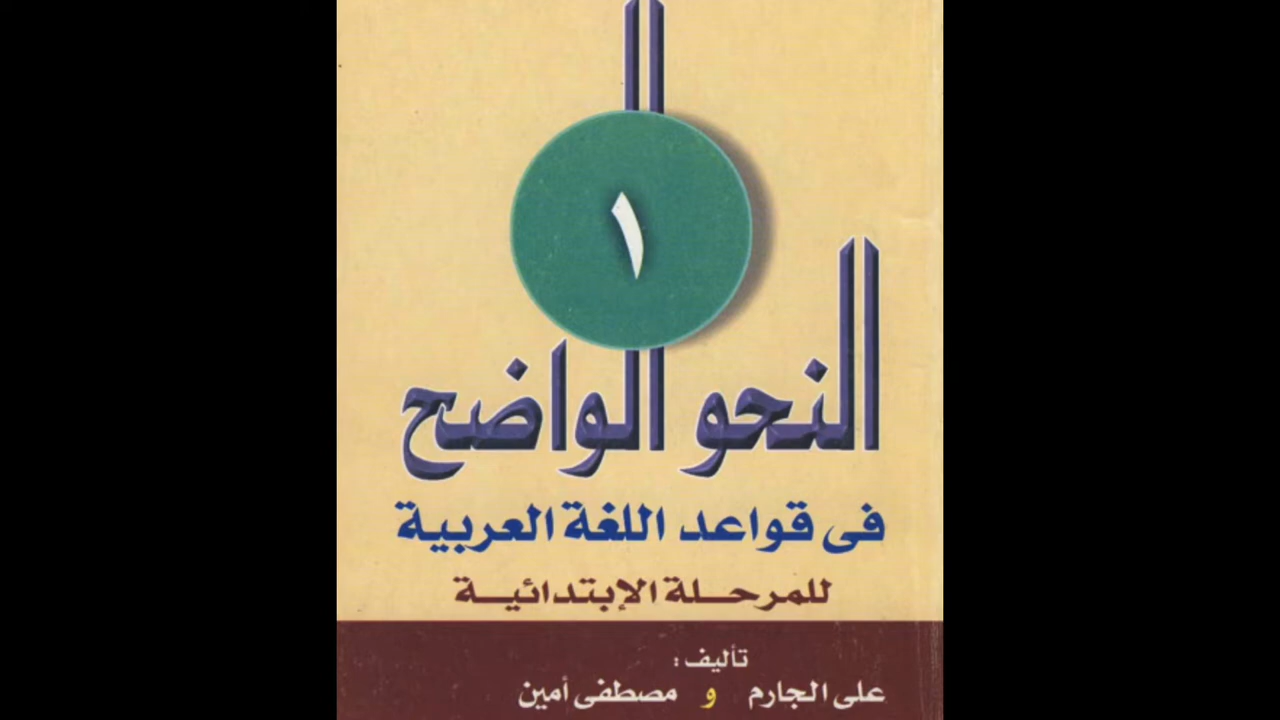 ١
النحو الواضح
فى قواعد اللغة العربية
للمرحلة الإبتدائية
تأليف :
على الجارم و مصطفى أمين